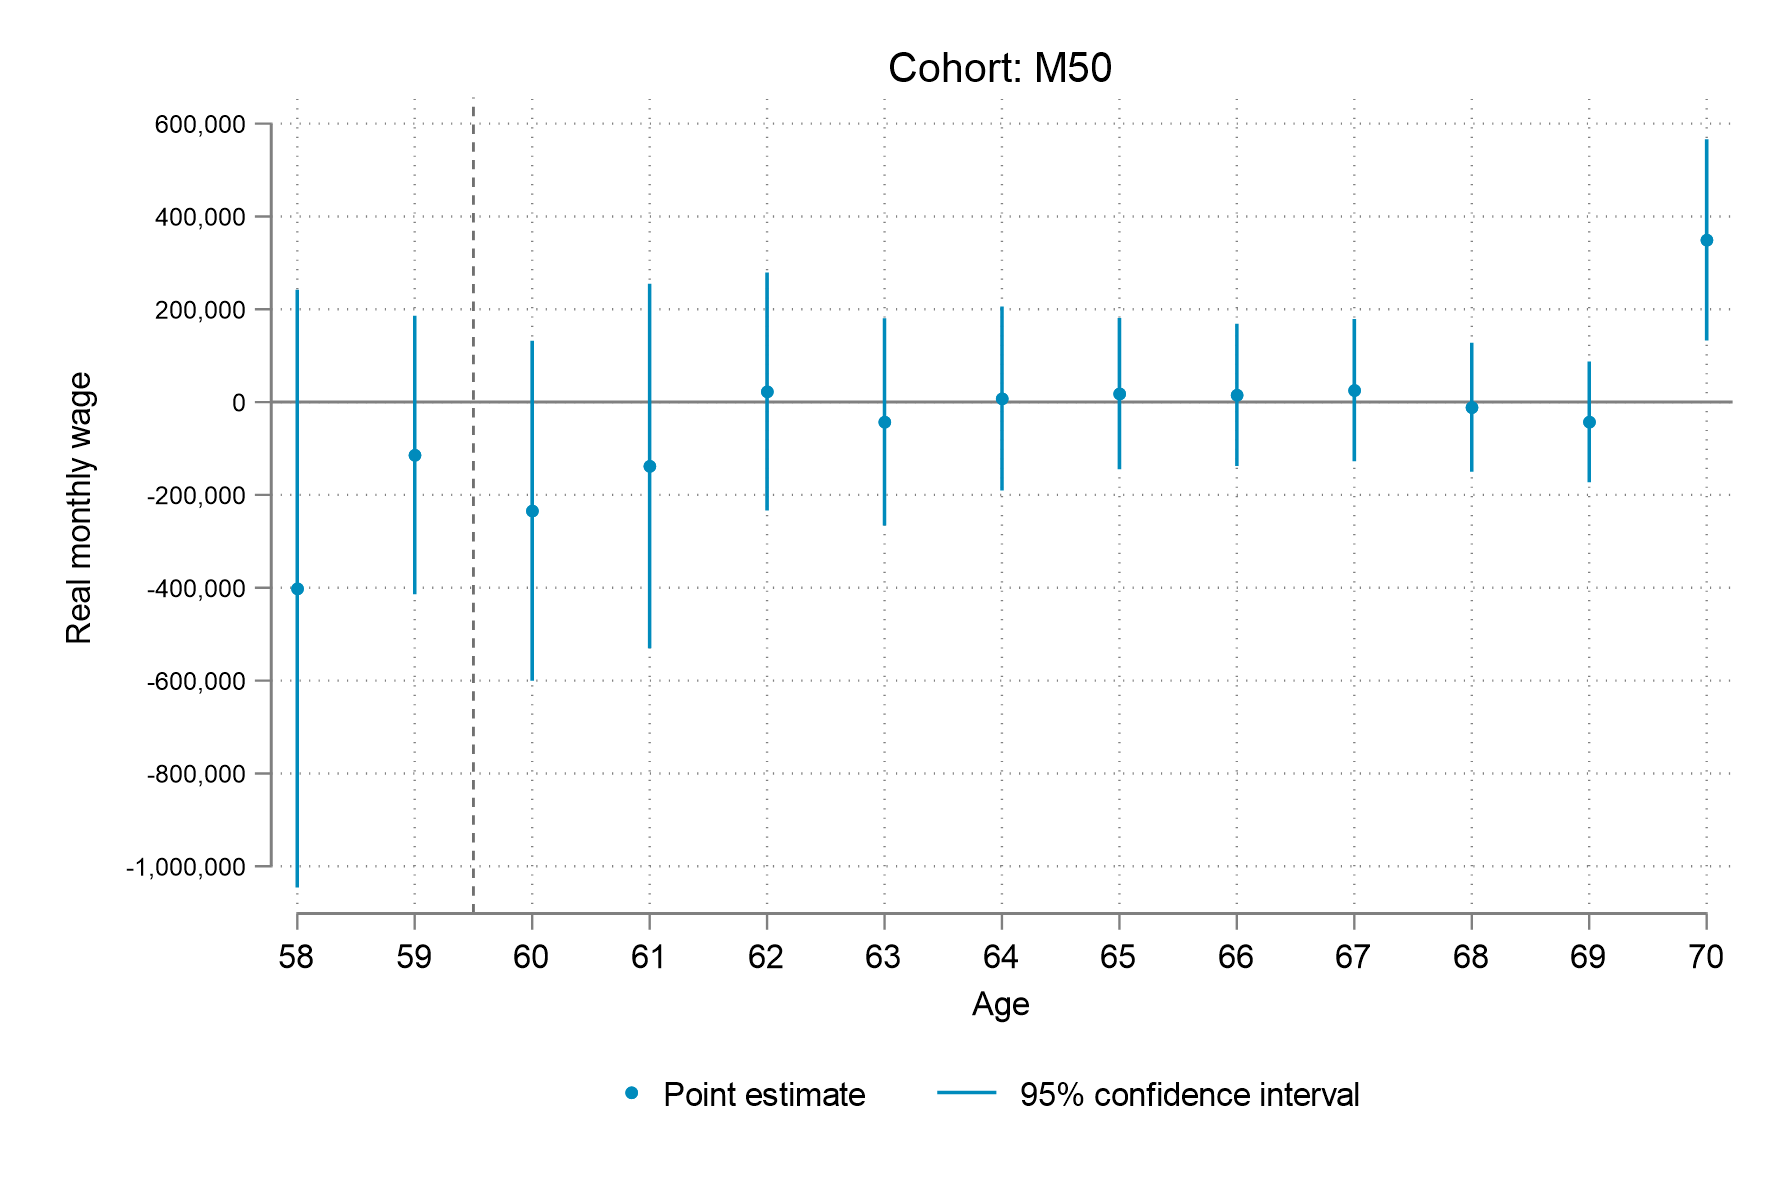 Cohort: M50
600,000
400,000
200,000
0
-200,000
-400,000
-600,000
-800,000
-1,000,000
Real monthly wage
58 59 60 61 62 63 64 65 66 67 68 69 70
Age
Point estimate 95% confidence interval